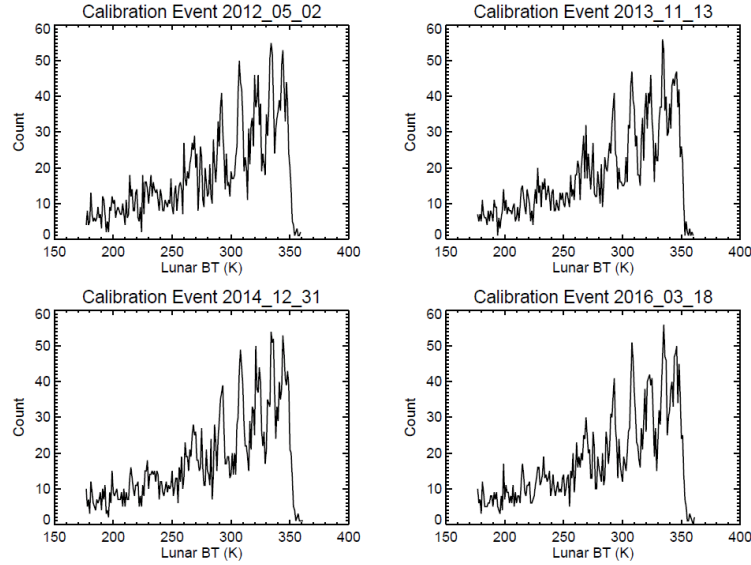 Calibration Event 2012_05_02
60
50
40
30
20
10
0
Count
150 200 250 300 350 400
Lunar BT (K)
Calibration Event 2013_11_13
60
50
40
30
20
10
0
Count
150 200 250 300 350 400
Lunar BT (K)
Calibration Event 2014_12_31
60
50
40
30
20
10
0
Count
150 200 250 300 350 400
Lunar BT (K)
Calibration Event 2016_03_18
60
50
40
30
20
10
0
Count
150 200 250 300 350 400
Lunar BT (K)